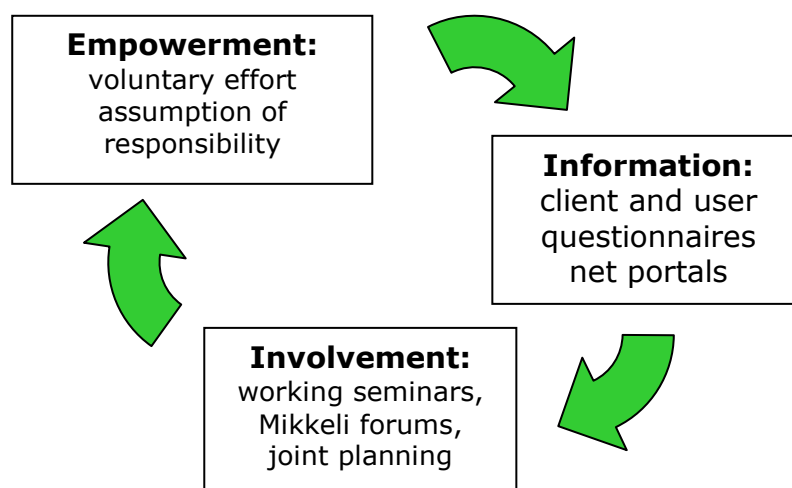 Empowerment:
voluntary effort
assumption of
responsibility
Information:
client and user
questionnaires
net portals
Involvement:
working seminars,
Mikkeli forums,
joint planning